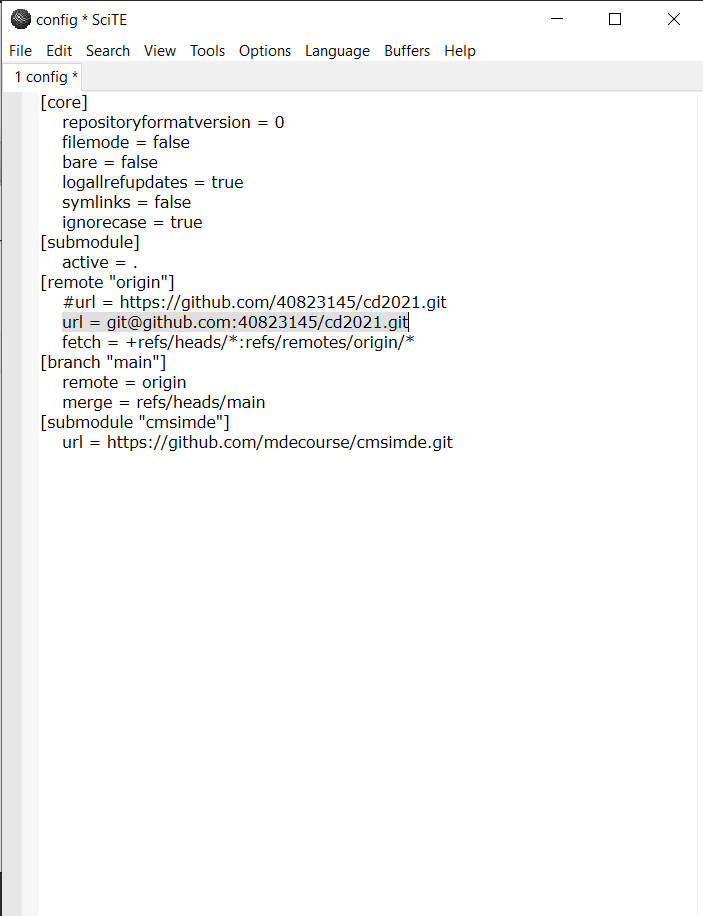 config * SciTE
File Edit Search View Tools Options Language Buffers Help
1 config *
[core]
repositoryformatversion = 0
filemode = false
bare = false
logallrefupdates = true
symlinks = false
ignorecase = true
[submodule]
active = .
[remote "origin"]
#url = https://github.com/40823145/cd2021.git
url = git@github.com:40823145/cd2021.git
fetch = +refs/heads/*:refs/remotes/origin/*
[branch "main"]
remote = origin
merge = refs/heads/main
[submodule "cmsimde"]
url = https://github.com/mdecourse/cmsimde.git